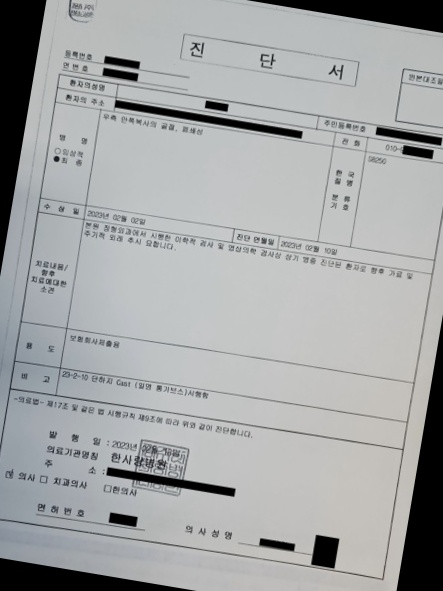 진 단 서
원본대조필
등록번호
연 번 호
환자의성명
주민등록번호
환자의 주소
전 화 010-
병 명
○임상적
●최 종
우측 안쪽복사의 골절, 폐쇄성
한 국
질 병
분 류
기 호
S8250
수 상 일 2023년 02월 02일 진단 연월일 2023년 02월 10일
치료내용/
향후
치료에대한
소견
본원 정형외과에서 시행한 이학적 검사 및 영상의학 검사상 상기 병증 진단된 환자로 향후 가료 및
주기적 외래 추시 요합니다.
용 도 보험회사제출용
비 고 23-2-10 단하지 Cast (일명 통기브스)시행함
-의료법- 제17조 및 같은 법 시행규칙 제9조에 따라 위와 같이 진단합니다.
발 행 일 : 2023년
의료기관명칭 한사랑병원
주 소 :
의사 □ 치과의사 □한의사
면 허 번 호
의 사 성 명